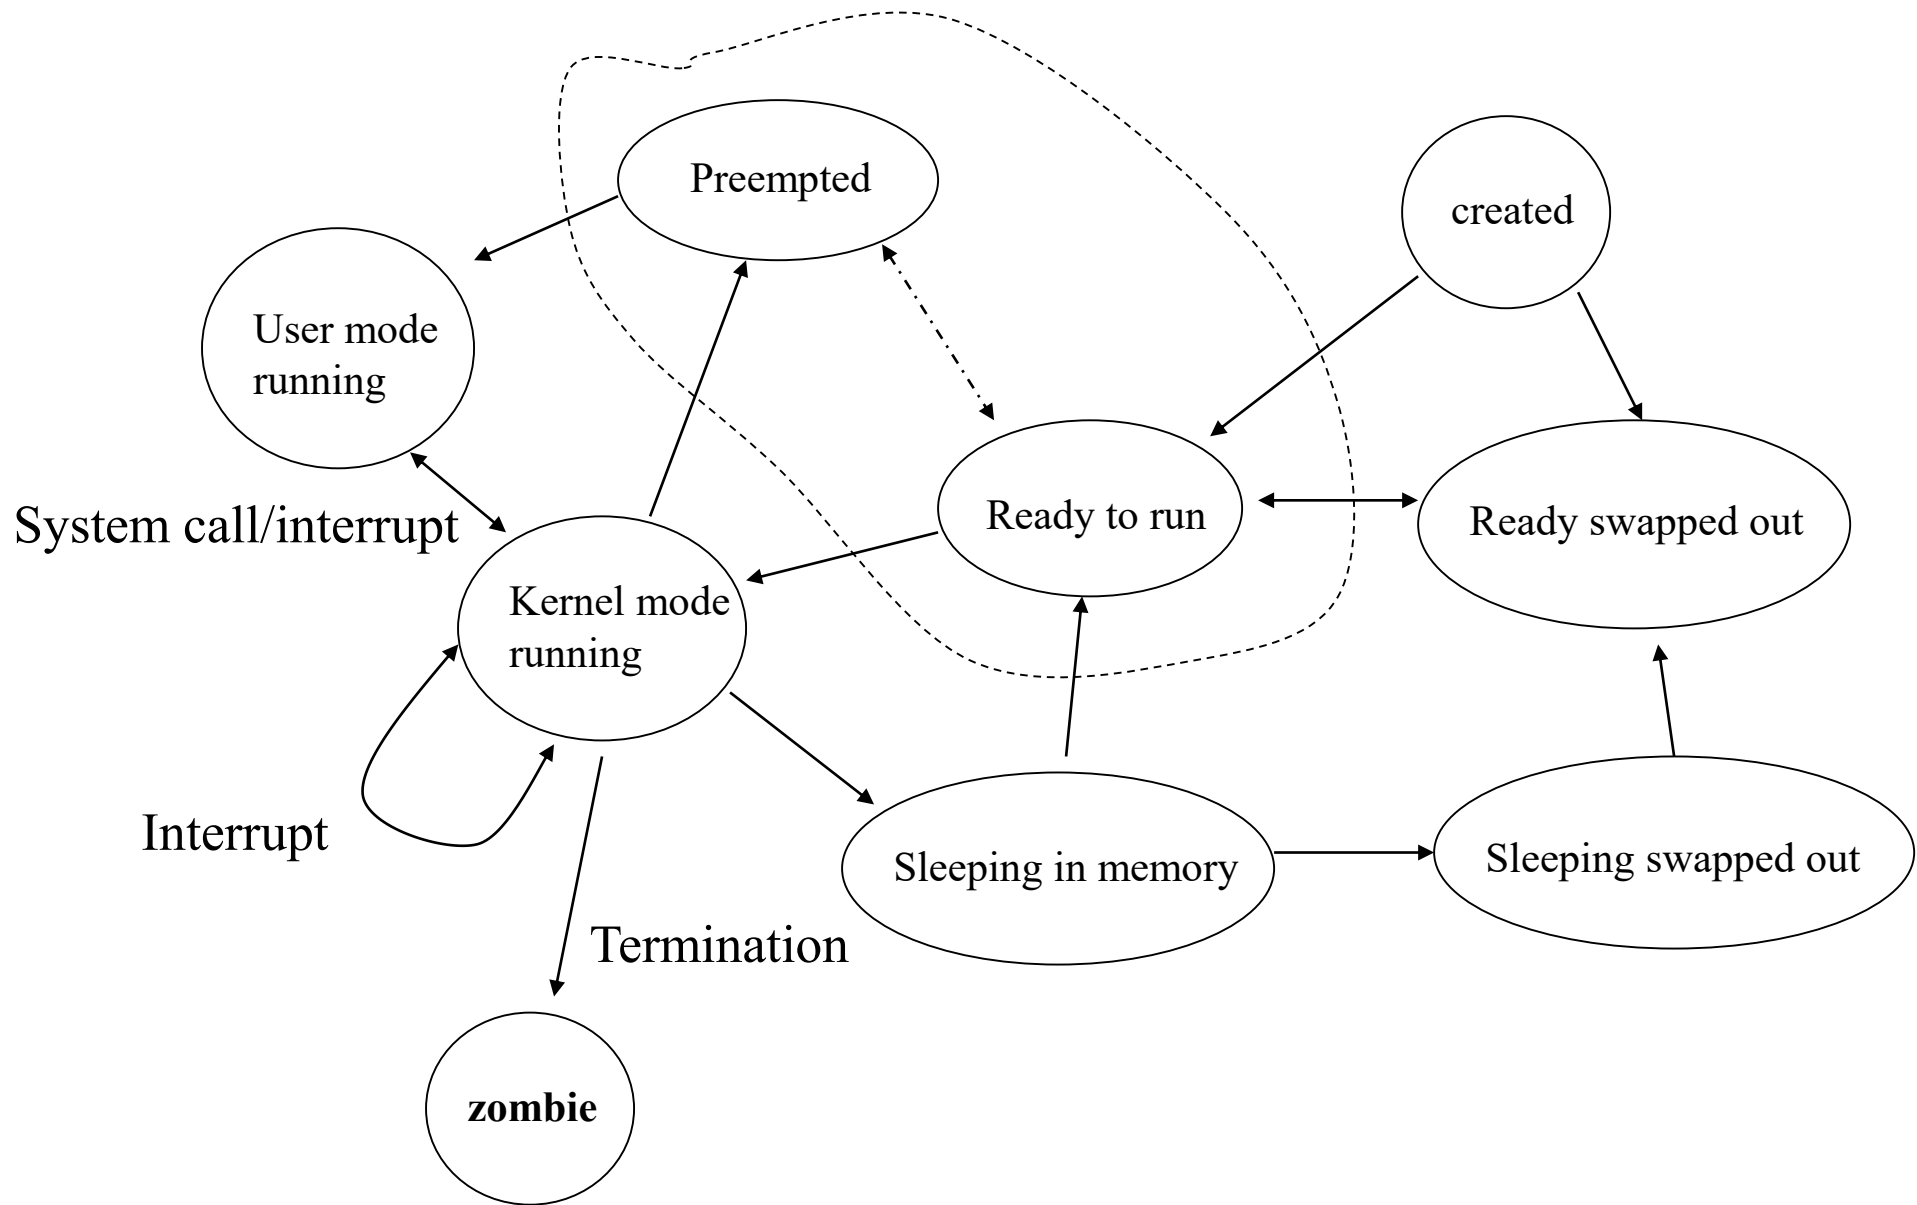 Preempted
created
User mode
running
System call/interrupt
Ready to run
Ready swapped out
Kernel mode
running
Interrupt
Sleeping in memory
Sleeping swapped out
Termination
zombie